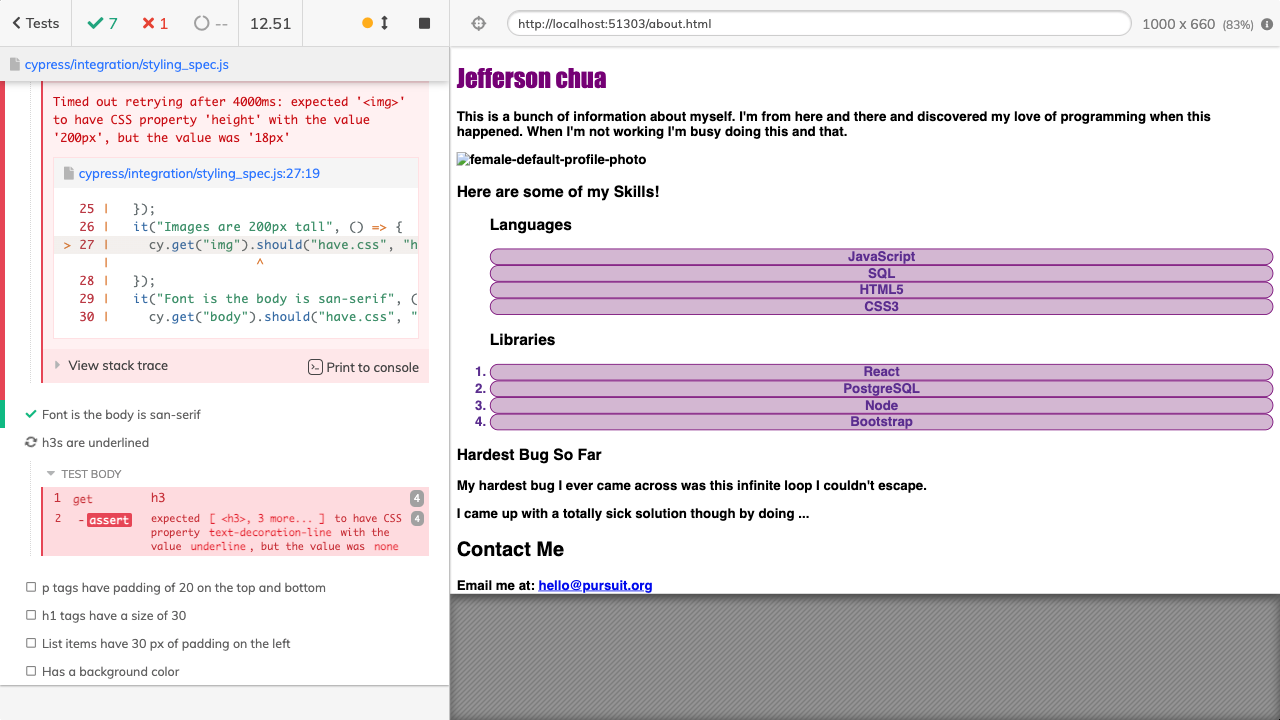 Tests 7 1 -- 12.51
http://localhost:51303/about.html 1000 x 660 (83%)
cypress/integration/styling_spec.js
Timed out retrying after 4000ms: expected '<img>'
to have CSS property 'height' with the value
'200px', but the value was '18px'
cypress/integration/styling_spec.js:27:19
25 | });
26 | it("Images are 200px tall", () => {
> 27 | cy.get("img").should("have.css", "h
| ^
28 | });
29 | it("Font is the body is san-serif", (
30 | cy.get("body").should("have.css", "
View stack trace Print to console
Font is the body is san-serif
h3s are underlined
TEST BODY
1 get h3 4
2 -assert expected [ <h3>, 3 more... ] to have CSS 4
property text-decoration-line with the
value underline, but the value was none
p tags have padding of 20 on the top and bottom
h1 tags have a size of 30
List items have 30 px of padding on the left
Has a background color
Jefferson chua
This is a bunch of information about myself. I'm from here and there and discovered my love of programming when this
happened. When I'm not working I'm busy doing this and that.
female-default-profile-photo
Here are some of my Skills!
Languages
JavaScript
SQL
HTML5
CSS3
Libraries
1. React
2. PostgreSQL
3. Node
4. Bootstrap
Hardest Bug So Far
My hardest bug I ever came across was this infinite loop I couldn't escape.
I came up with a totally sick solution though by doing ...
Contact Me
Email me at: hello@pursuit.org